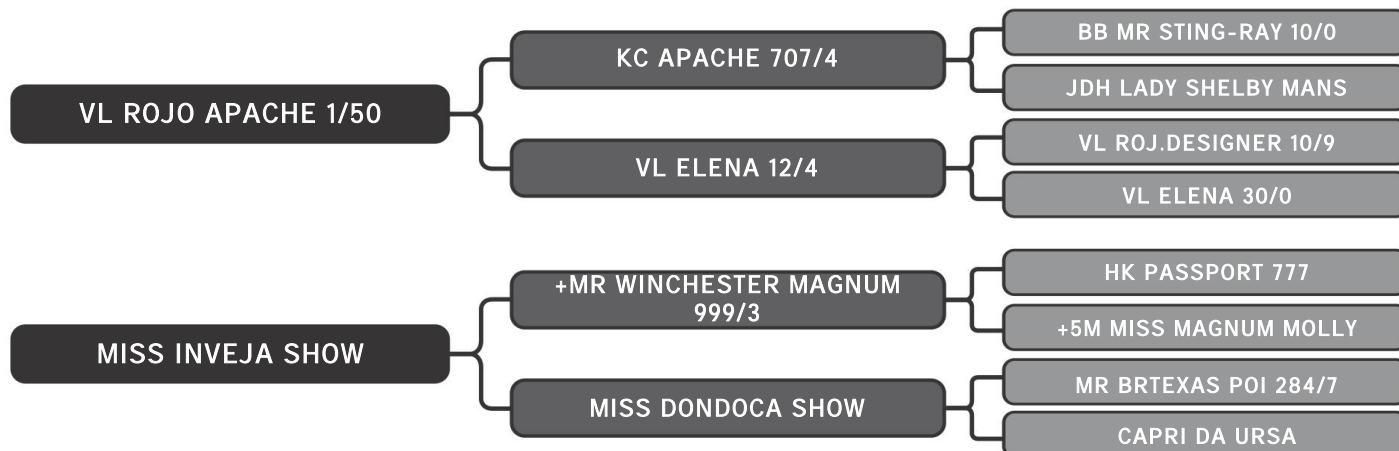 VL ROJO APACHE 1/50
KC APACHE 707/4
BB MR STING-RAY 10/0
JDH LADY SHELBY MANS
VL ELENA 12/4
VL ROJ.DESIGNER 10/9
VL ELENA 30/0
MISS INVEJA SHOW
+MR WINCHESTER MAGNUM
999/3
HK PASSPORT 777
+5M MISS MAGNUM MOLLY
MISS DONDOCA SHOW
MR BRTEXAS POI 284/7
CAPRI DA URSA